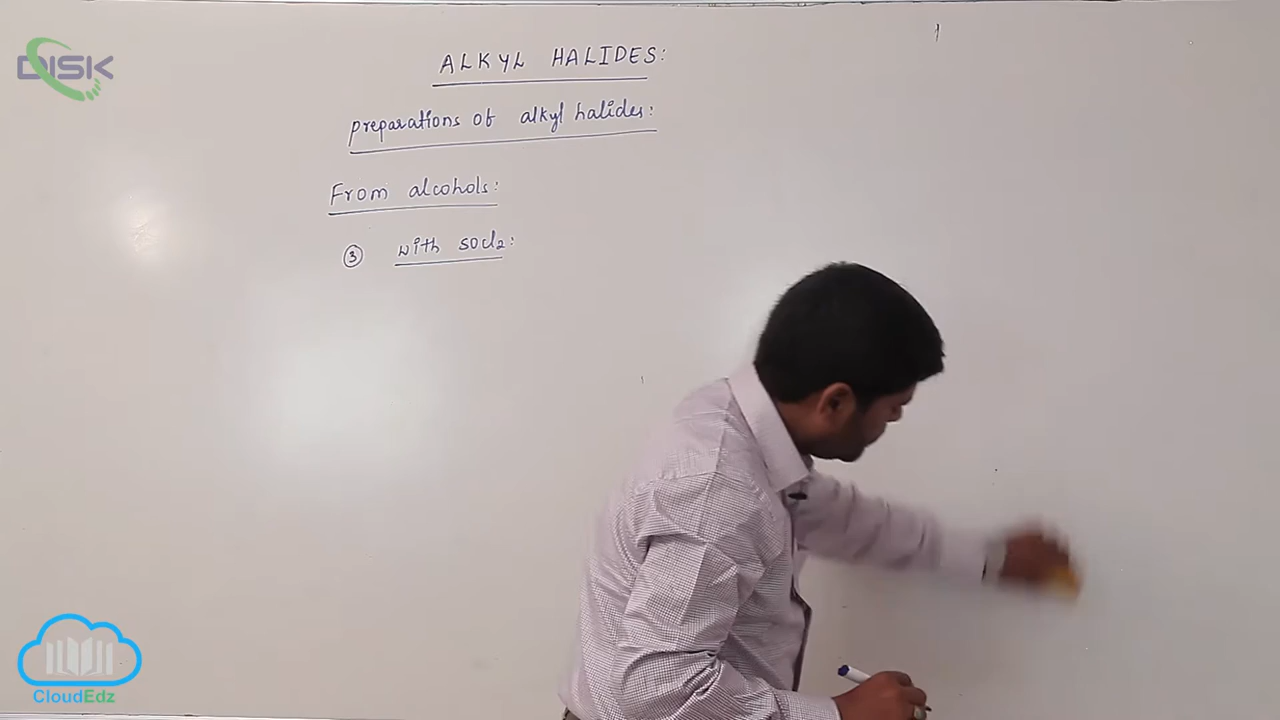 DISK
ALKYL HALIDES:
preparations of alkyl halides:
From alcohols:
③ with SOCl2:
CloudEdz